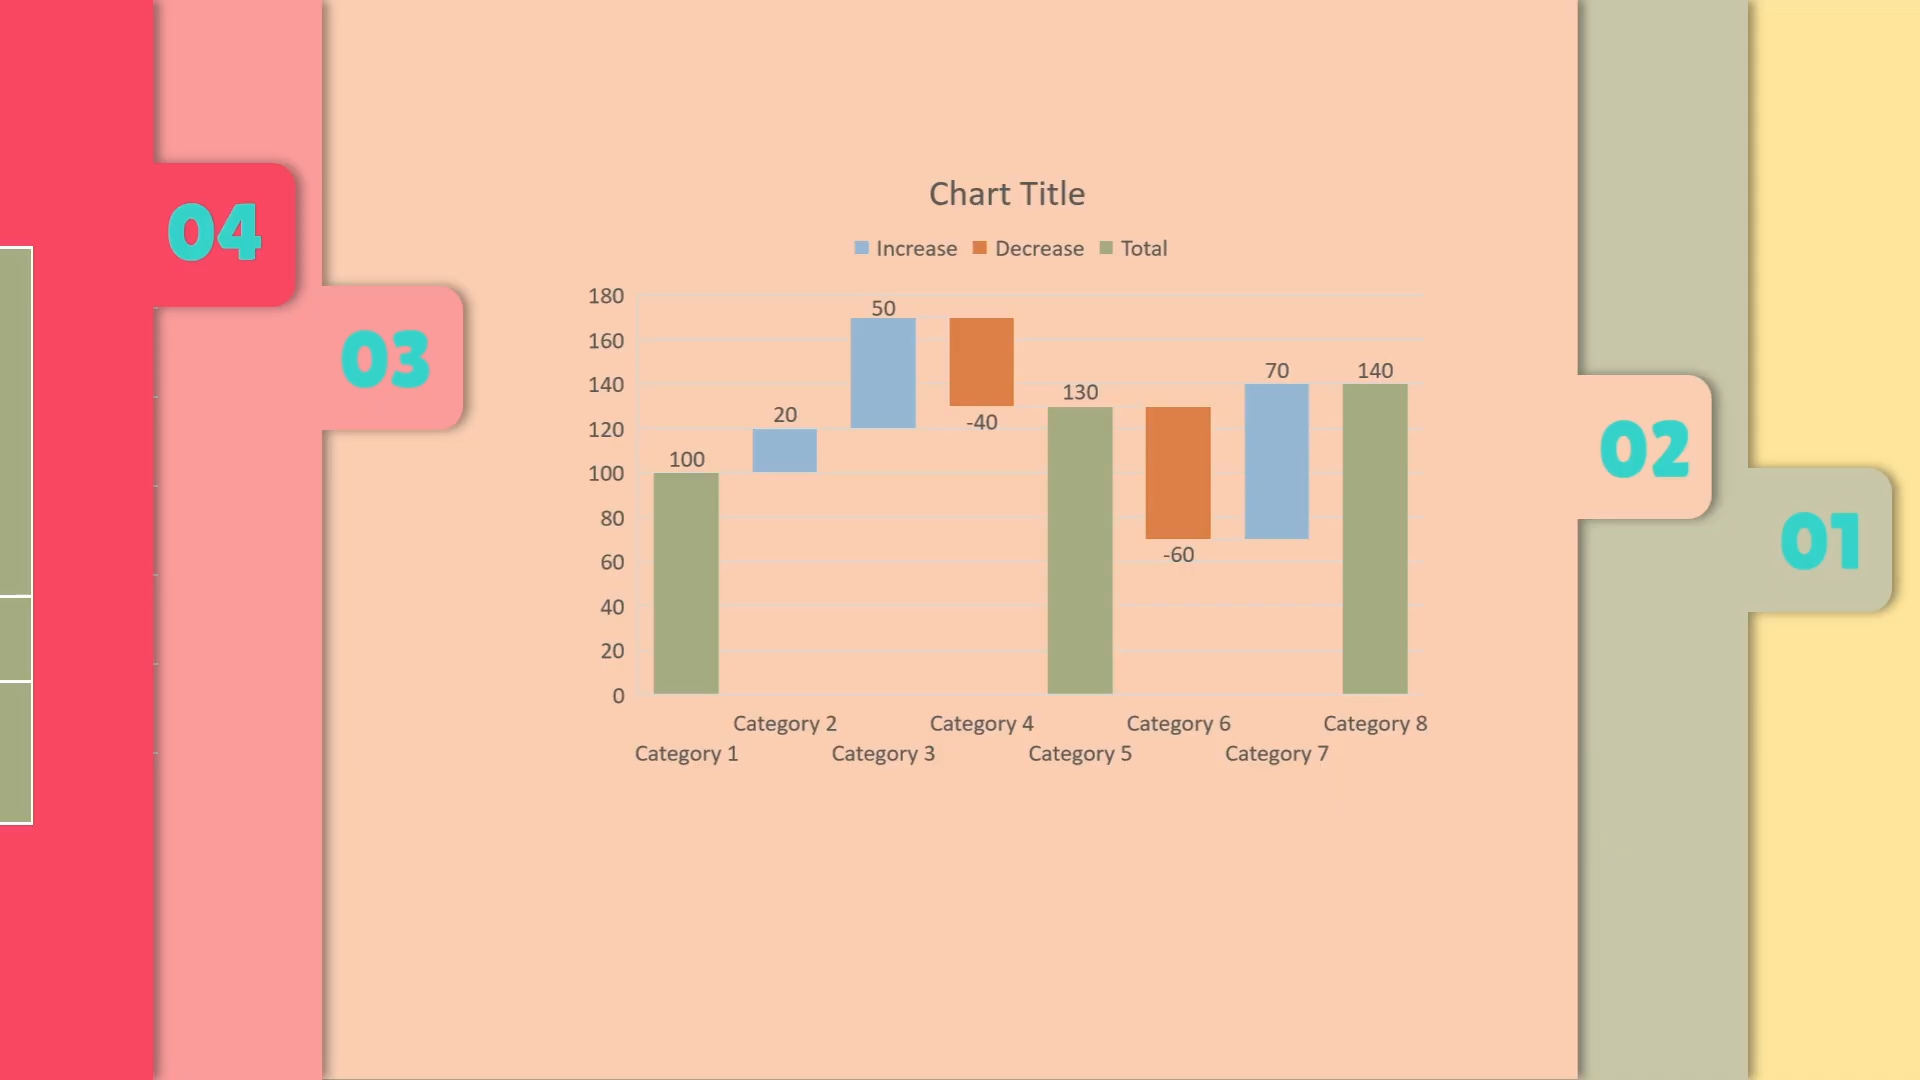 04
03
02
01
Chart Title
Increase Decrease Total
180
160
140
120
100
80
60
40
20
0
100
20
50
-40
130
-60
70
140
Category 1
Category 2
Category 3
Category 4
Category 5
Category 6
Category 7
Category 8